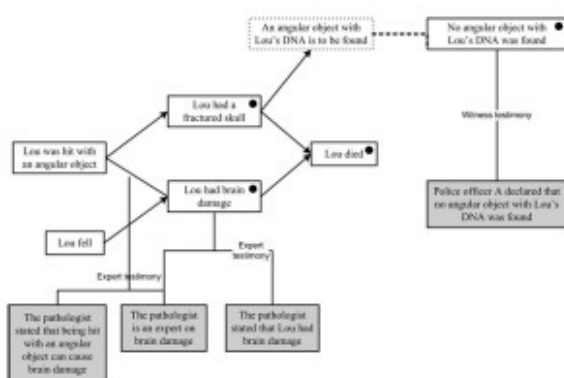 An angular object with
Lou's DNA is to be found
No angular object with
Lou's DNA was found
Lou had a
fractured skull
Witness testimony
Lou was hit with
an angular object
Lou died
Lou had brain
damage
Police officer A declared that
no angular object with Lou's
DNA was found
Lou fell
Expert
testimony
Expert testimony
The pathologist
stated that being hit
with an angular
object can cause
brain damage
The pathologist
is an expert on
brain damage
The pathologist
stated that Lou had
brain damage